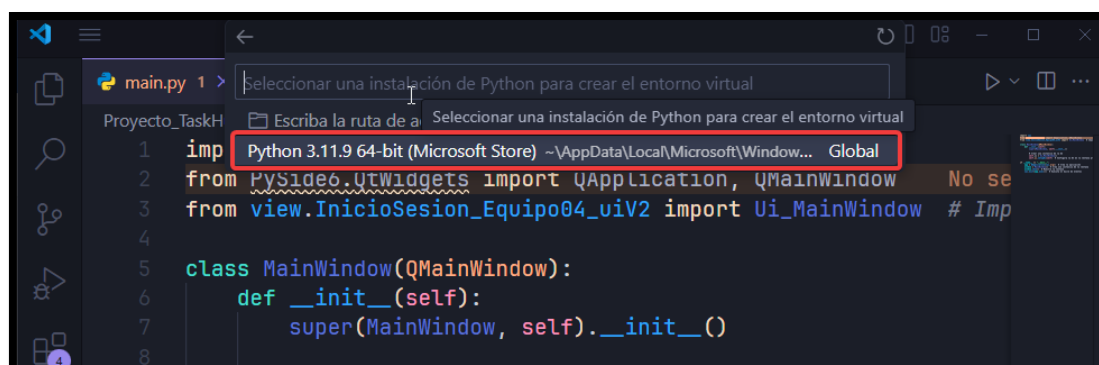 main.py 1
Seleccionar una instalación de Python para crear el entorno virtual
Proyecto_TaskH
Escriba la ruta de a
Seleccionar una instalación de Python para crear el entorno virtual
1 imp
Python 3.11.9 64-bit (Microsoft Store) ~\AppData\Local\Microsoft\Window... Global
2 from PySide6.QtWidgets import QApplication, QMainWindow No se
3 from view.InicioSesion_Equipo04_uiV2 import Ui_MainWindow # Imp
4
5 class MainWindow(QMainWindow):
6 def __init__(self):
7 super(MainWindow, self).__init__()
8
4